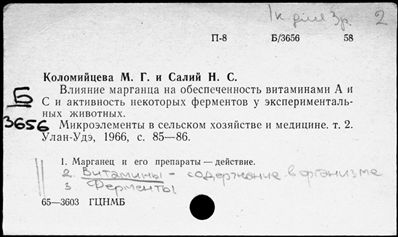 1к діл 3р. 2
П-8 Б/3656 58
Коломийцева М. Г. и Салий Н. С.
Влияние марганца на обеспеченность витаминами А и
С и активность некоторых ферментов у эксперименталь-
ных животных.
Б
3656
Микроэлементы в сельском хозяйстве и медицине. т. 2.
Улан-Удэ, 1966, с. 85—86.
1. Марганец и его препараты — действие.
2. Витамины - содержание в организме
3 Ферменты
65—3603 ГЦНМБ